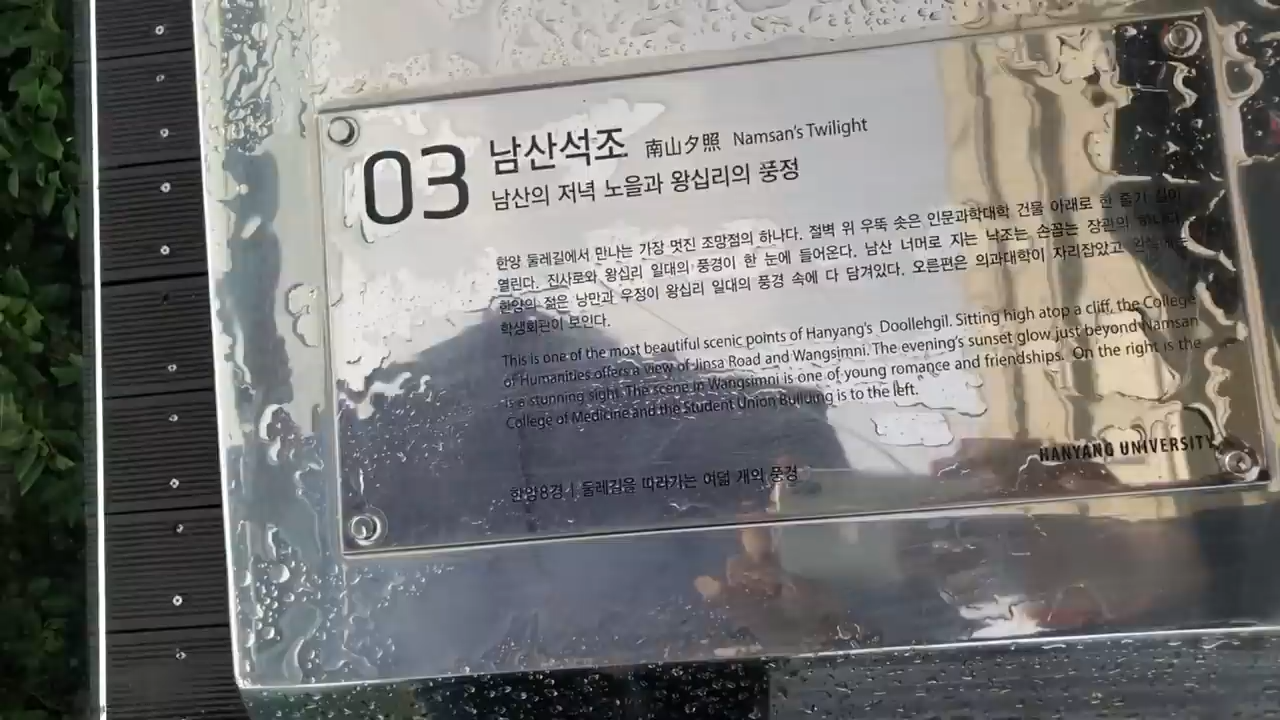 03
남산석조 南山夕照 Namsan's Twilight
남산의 저녁 노을과 왕십리의 풍정
한양 둘레길에서 만나는 가장 멋진 조망점의 하나다. 절벽 위 우뚝 솟은 인문과학대학 건물 아래로 한 줄기 길이
열린다. 진사로와 왕십리 일대의 풍경이 한 눈에 들어온다. 남산 너머로 지는 낙조는 손꼽는 장관의 하나다.
한양의 젊은 낭만과 우정이 왕십리 일대의 풍경 속에 다 담겨있다. 오른편은 의과대학이 자리잡았고
학생회관이 보인다.
This is one of the most beautiful scenic points of Hanyang's Doollehgil. Sitting high atop a cliff, the College
of Humanities offers a view of Jinsa Road and Wangsimni. The evening's sunset glow just beyond Namsan
is a stunning sight. The scene in Wangsimni is one of young romance and friendships. On the right is the
College of Medicine and the Student Union Building is to the left.
HANYANG UNIVERSITY
한양8경 | 둘레길을 따라가는 여덟 개의 풍경